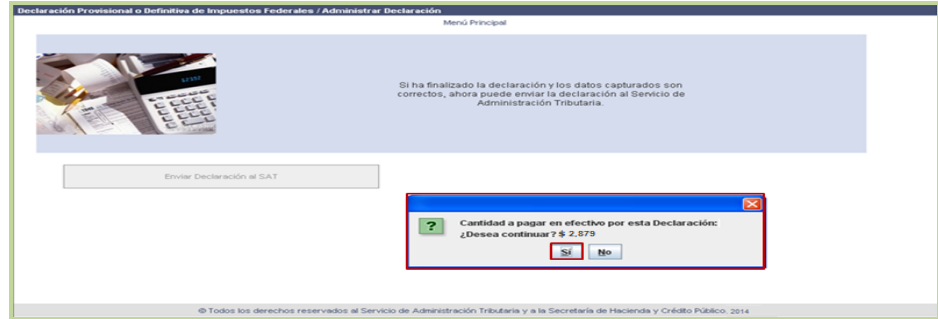 Declaración Provisional o Definitiva de Impuestos Federales / Administrar Declaración
Menú Principal
Si ha finalizado la declaración y los datos capturados son
correctos, ahora puede enviar la declaración al Servicio de
Administración Tributaria.
Enviar Declaración al SAT
Cantidad a pagar en efectivo por esta Declaración:
¿Desea continuar? $ 2,879
Sí
No
© Todos los derechos reservados al Servicio de Administración Tributaria y a la Secretaría de Hacienda y Crédito Público. 2014